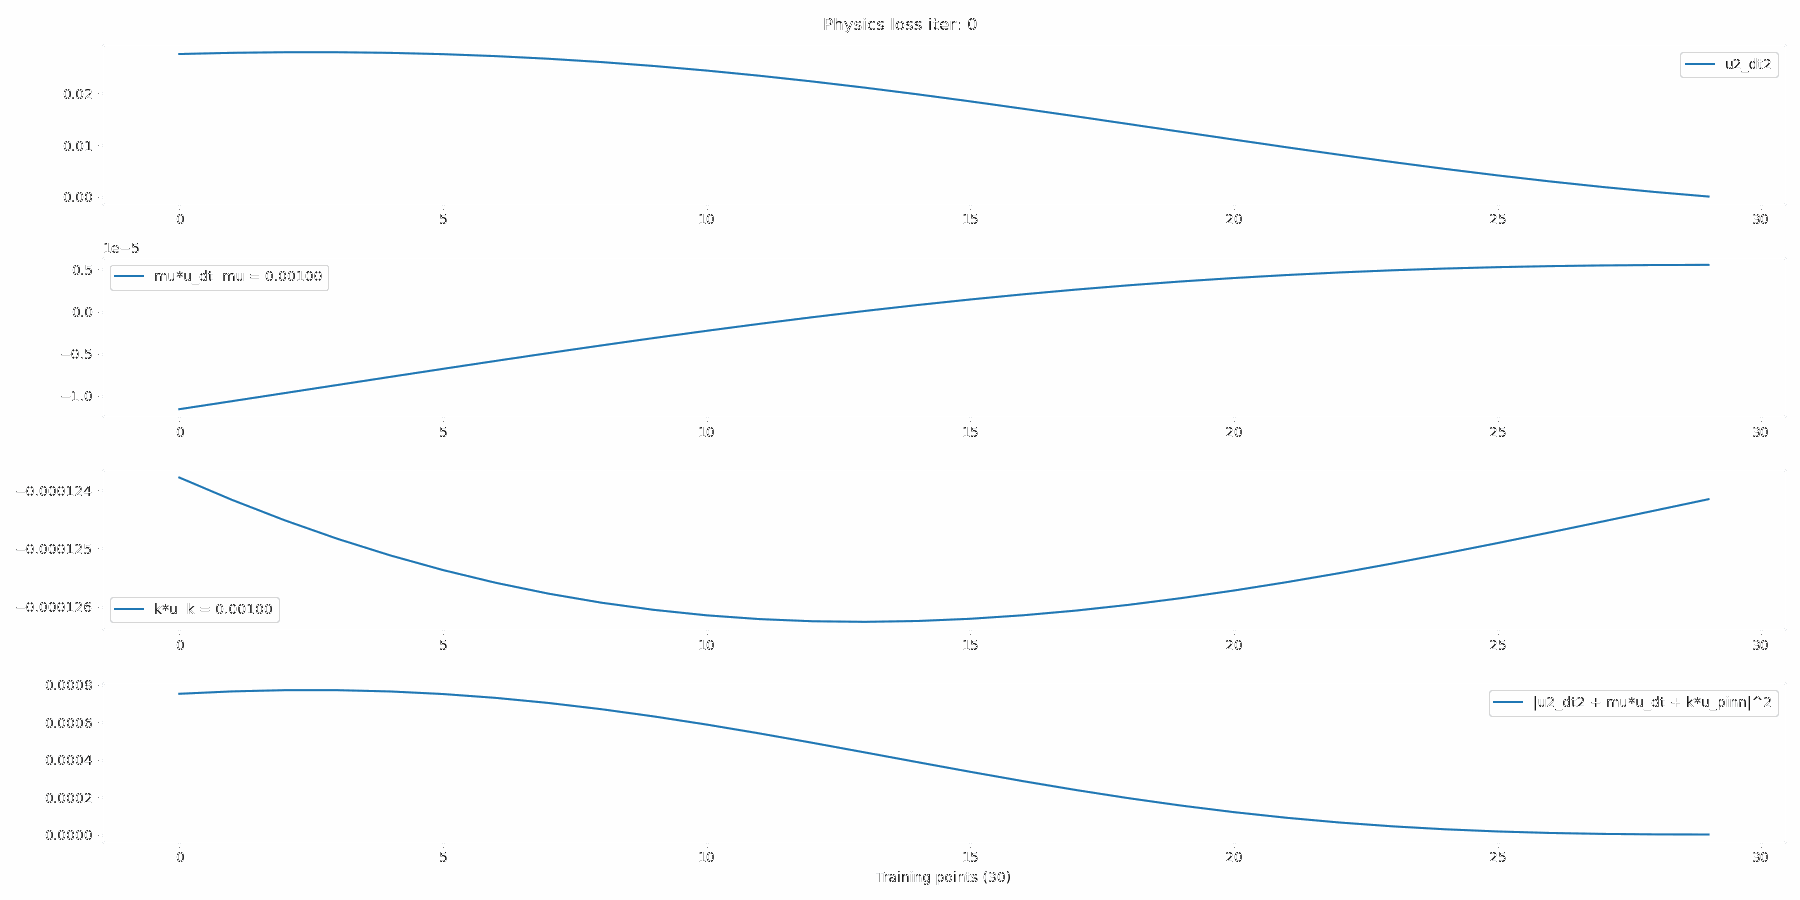 Physics loss iter: 0
u2_dt2
0.02
0.01
0.00
0 5 10 15 20 25 30
1e−5
mu*u_dt mu = 0.00100
0.5
0.0
−0.5
−1.0
0 5 10 15 20 25 30
−0.000124
−0.000125
−0.000126
k*u k = 0.00100
0 5 10 15 20 25 30
|u2_dt2 + mu*u_dt + k*u_pinn|^2
0.0008
0.0006
0.0004
0.0002
0.0000
0 5 10 15 20 25 30
Training points (30)